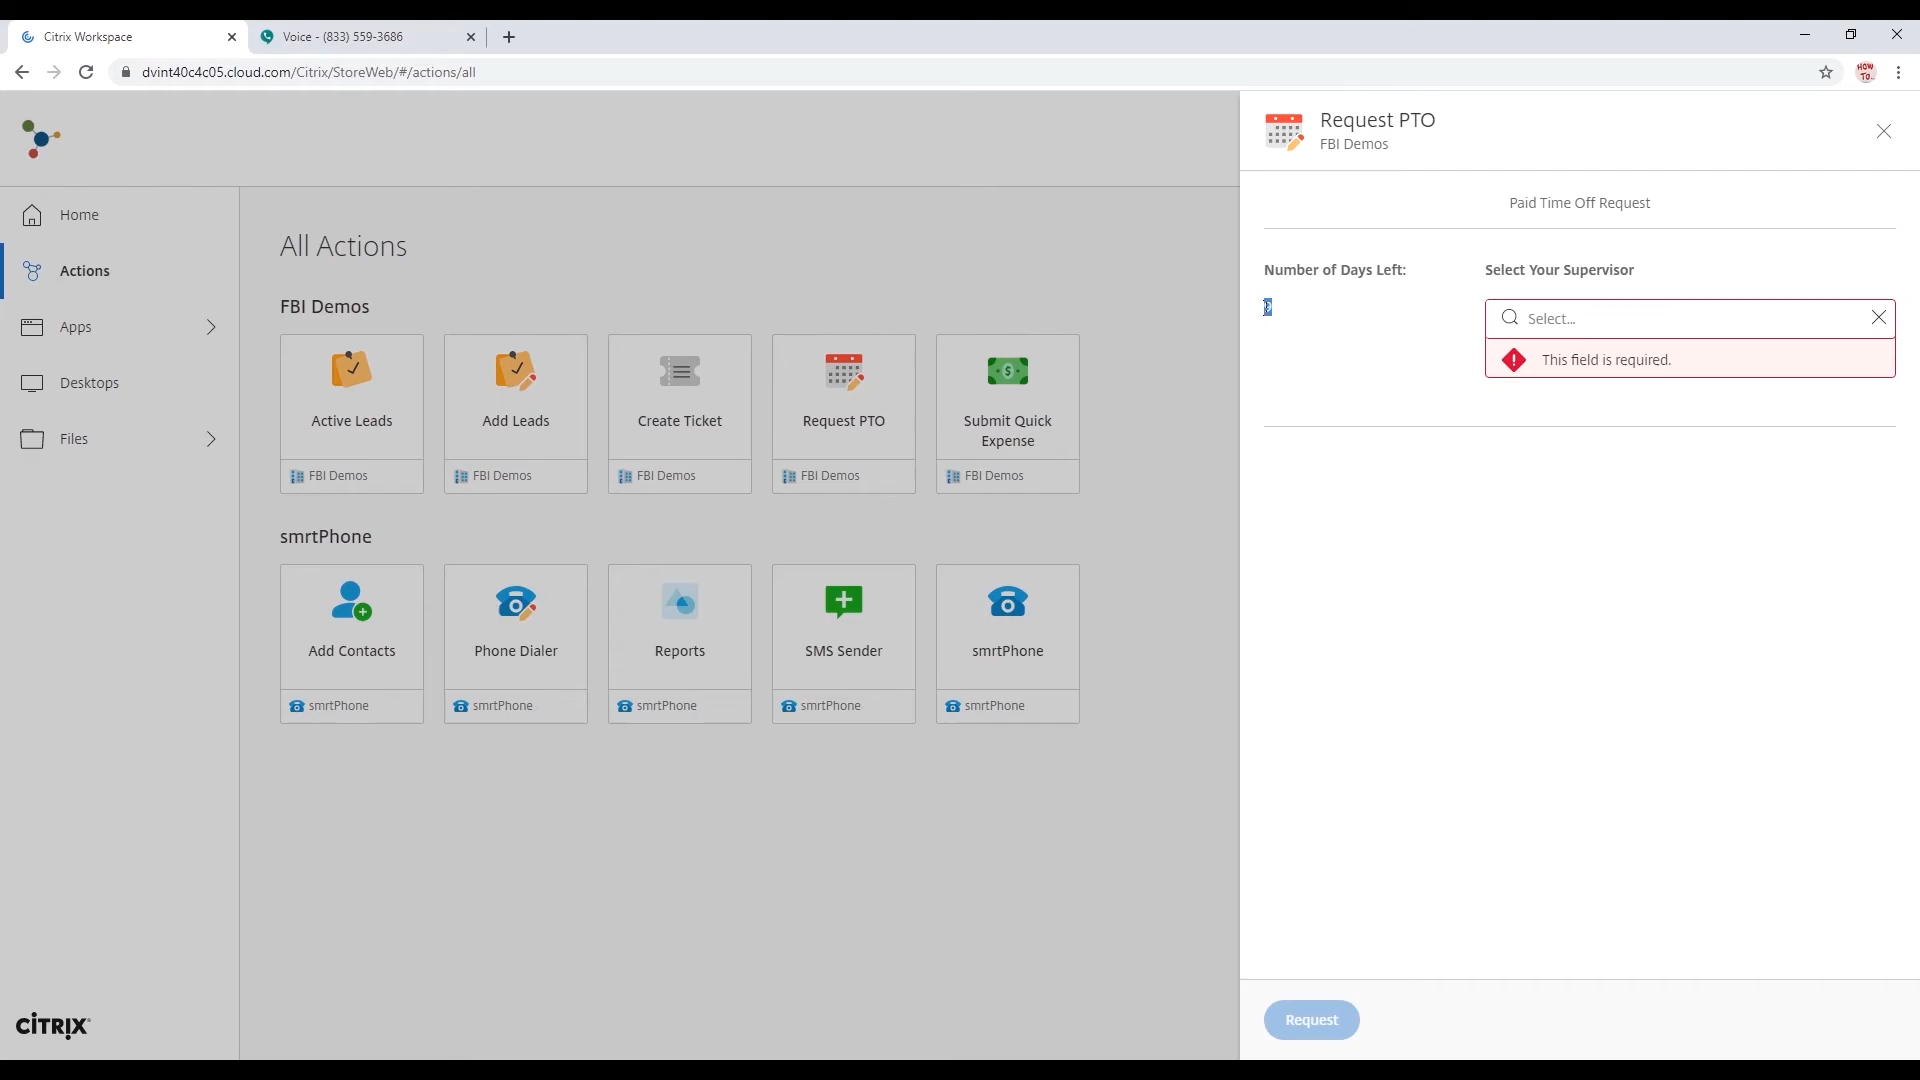 Citrix Workspace
Voice - (833) 559-3686
dvint40c4c05.cloud.com/Citrix/StoreWeb/#/actions/all
HOW
TO..
Request PTO
FBI Demos
Paid Time Off Request
Number of Days Left:
Select Your Supervisor
Select...
This field is required.
Request
Home
Actions
Apps
Desktops
Files
CİTRIX
All Actions
FBI Demos
Active Leads
Add Leads
Create Ticket
Request PTO
Submit Quick
Expense
FBI Demos
FBI Demos
FBI Demos
FBI Demos
FBI Demos
smrtPhone
Add Contacts
Phone Dialer
Reports
SMS Sender
smrtPhone
smrtPhone
smrtPhone
smrtPhone
smrtPhone
smrtPhone